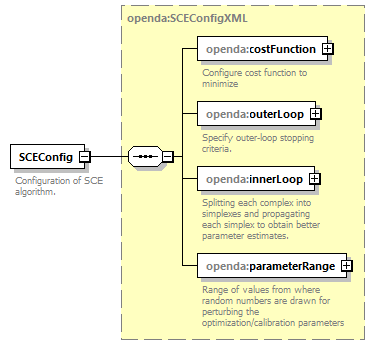 openda:SCEConfigXML
openda:costFunction
Configure cost function to
minimize
openda:outerLoop
Specify outer-loop stopping
criteria.
SCEConfig
Configuration of SCE
algorithm.
openda:innerLoop
Splitting each complex into
simplexes and propagating
each simplex to obtain better
parameter estimates.
openda:parameterRange
Range of values from where
random numbers are drawn for
perturbing the
optimization/calibration parameters